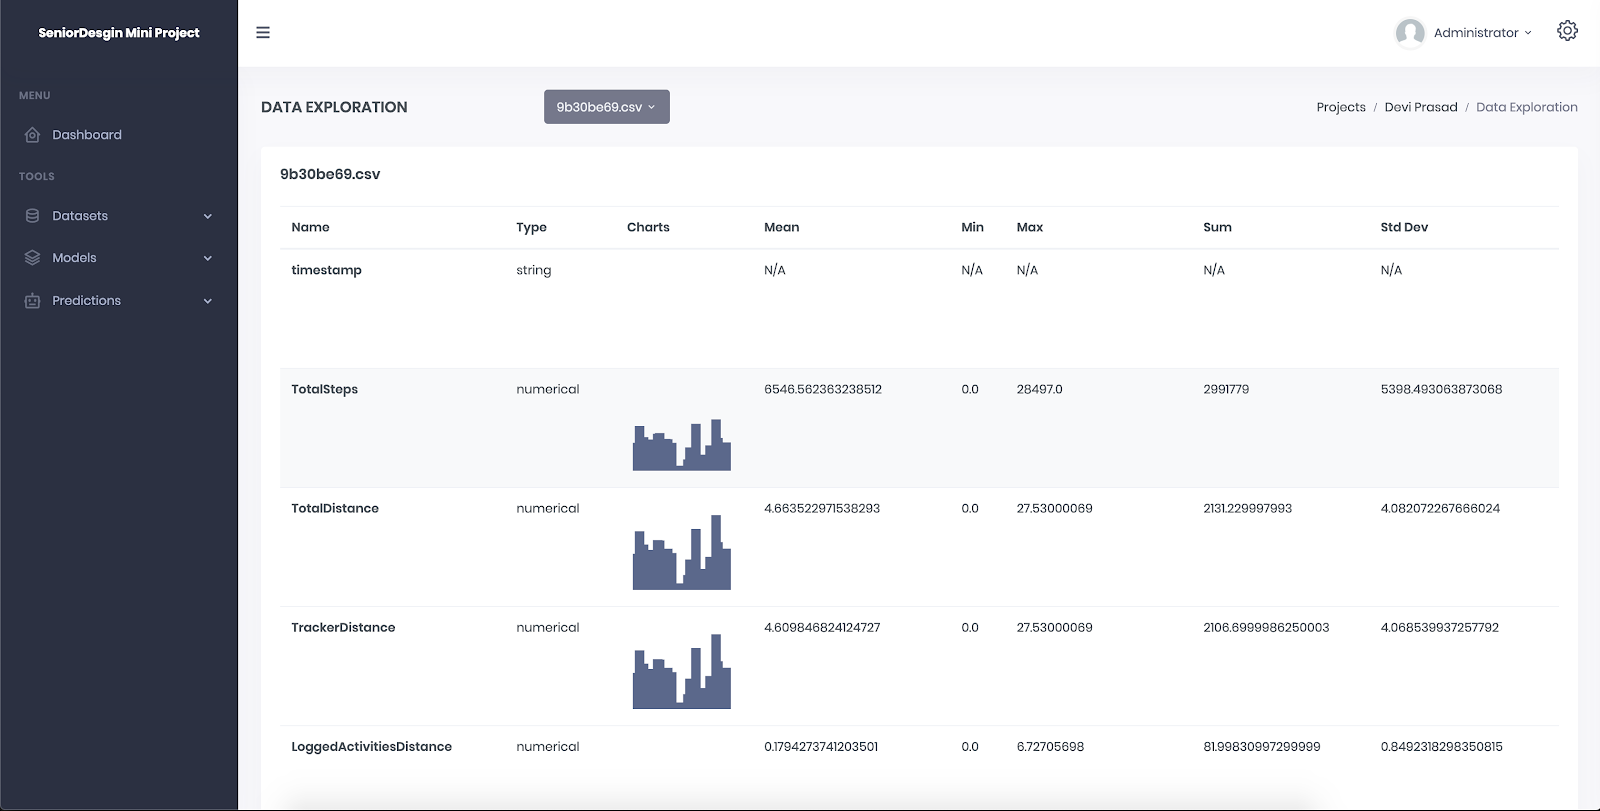 SeniorDesgin Mini Project
Administrator
MENU
Dashboard
TOOLS
Datasets
Models
Predictions
DATA EXPLORATION
9b30be69.csv
Projects / Devi Prasad / Data Exploration
9b30be69.csv
Name Type Charts Mean Min Max Sum Std Dev
timestamp string N/A N/A N/A N/A N/A
TotalSteps numerical 6546.562363238512 0.0 28497.0 2991779 5398.493063873068
TotalDistance numerical 4.663522971538293 0.0 27.53000069 2131.229997993 4.082072267666024
TrackerDistance numerical 4.609846824124727 0.0 27.53000069 2106.6999986250003 4.068539937257792
LoggedActivitiesDistance numerical 0.1794273741203501 0.0 6.72705698 81.99830997299999 0.8492318298350815